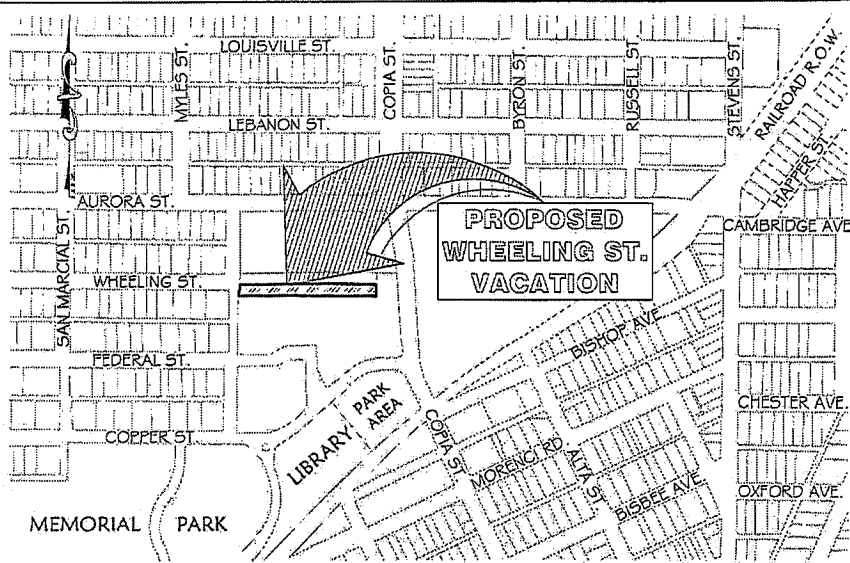 LOUISVILLE ST.
MYLES ST.
COPIA ST.
BYRON ST.
RUSSELL ST.
STEVENS ST.
RAILROAD R.O.W.
LEBANON ST.
HAPPER ST.
AURORA ST.
PROPOSED
WHEELING ST.
VACATION
CAMBRIDGE AVE
SAN MARCIAL ST.
WHEELING ST.
BISHOP AVE.
FEDERAL ST.
PARK
AREA
LIBRARY
CHESTER AVE.
COPIA ST.
COPPER ST.
MORENCI RD
ALTA ST.
BISBEE AVE.
OXFORD AVE.
MEMORIAL PARK